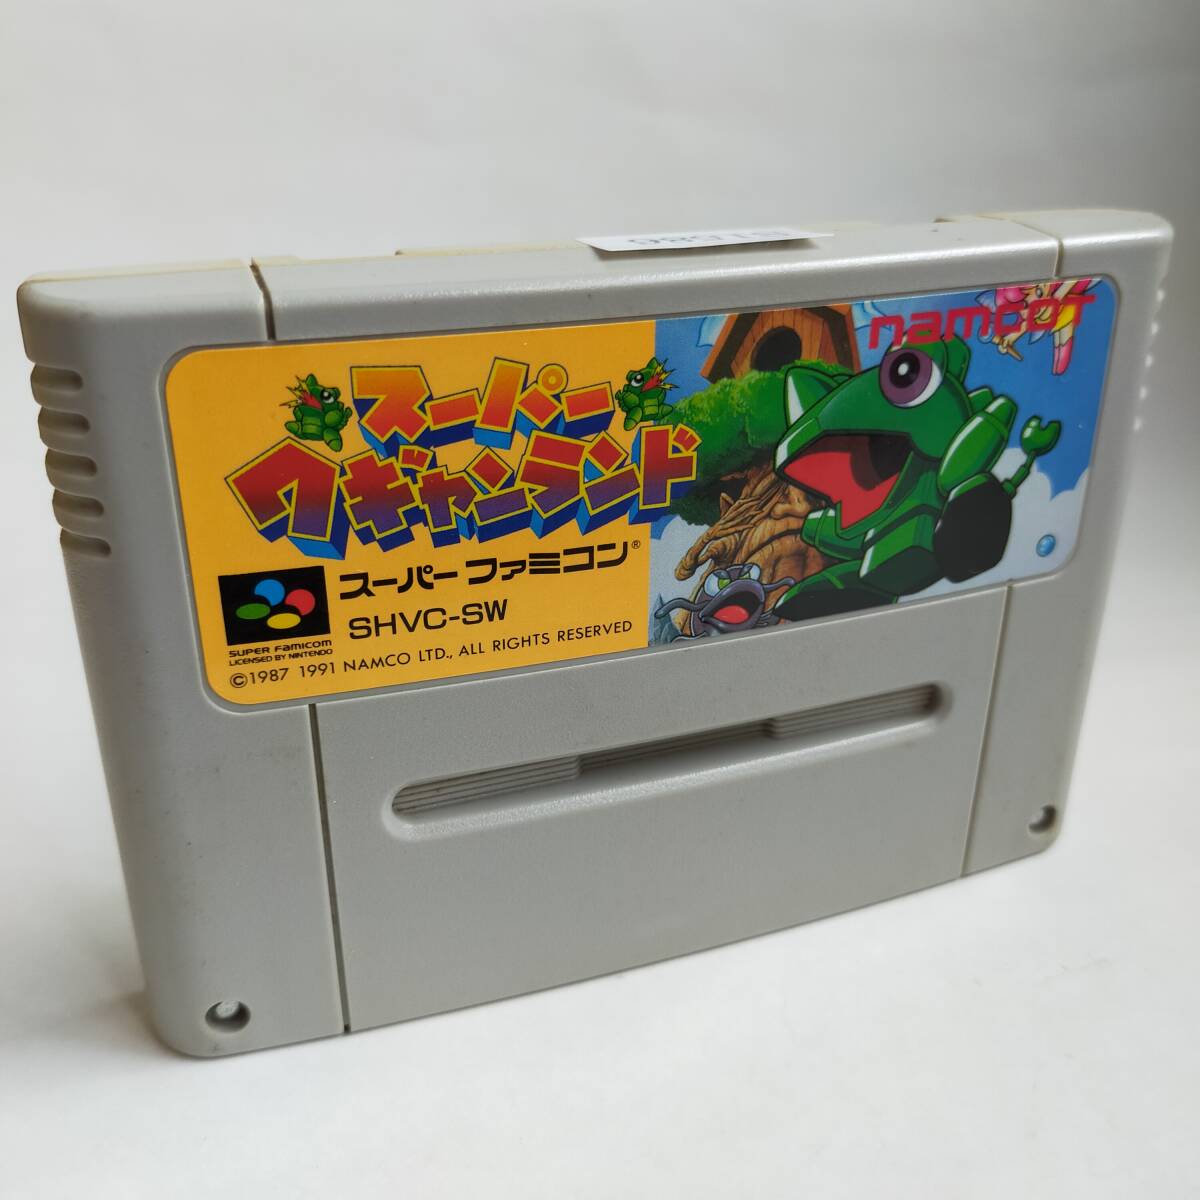 namcot
スーパー
ワギャンランド
スーパーファミコン®
SHVC-SW
SUPER FAMICOM
LICENSED BY NINTENDO
©1987 1991 NAMCO LTD., ALL RIGHTS RESERVED